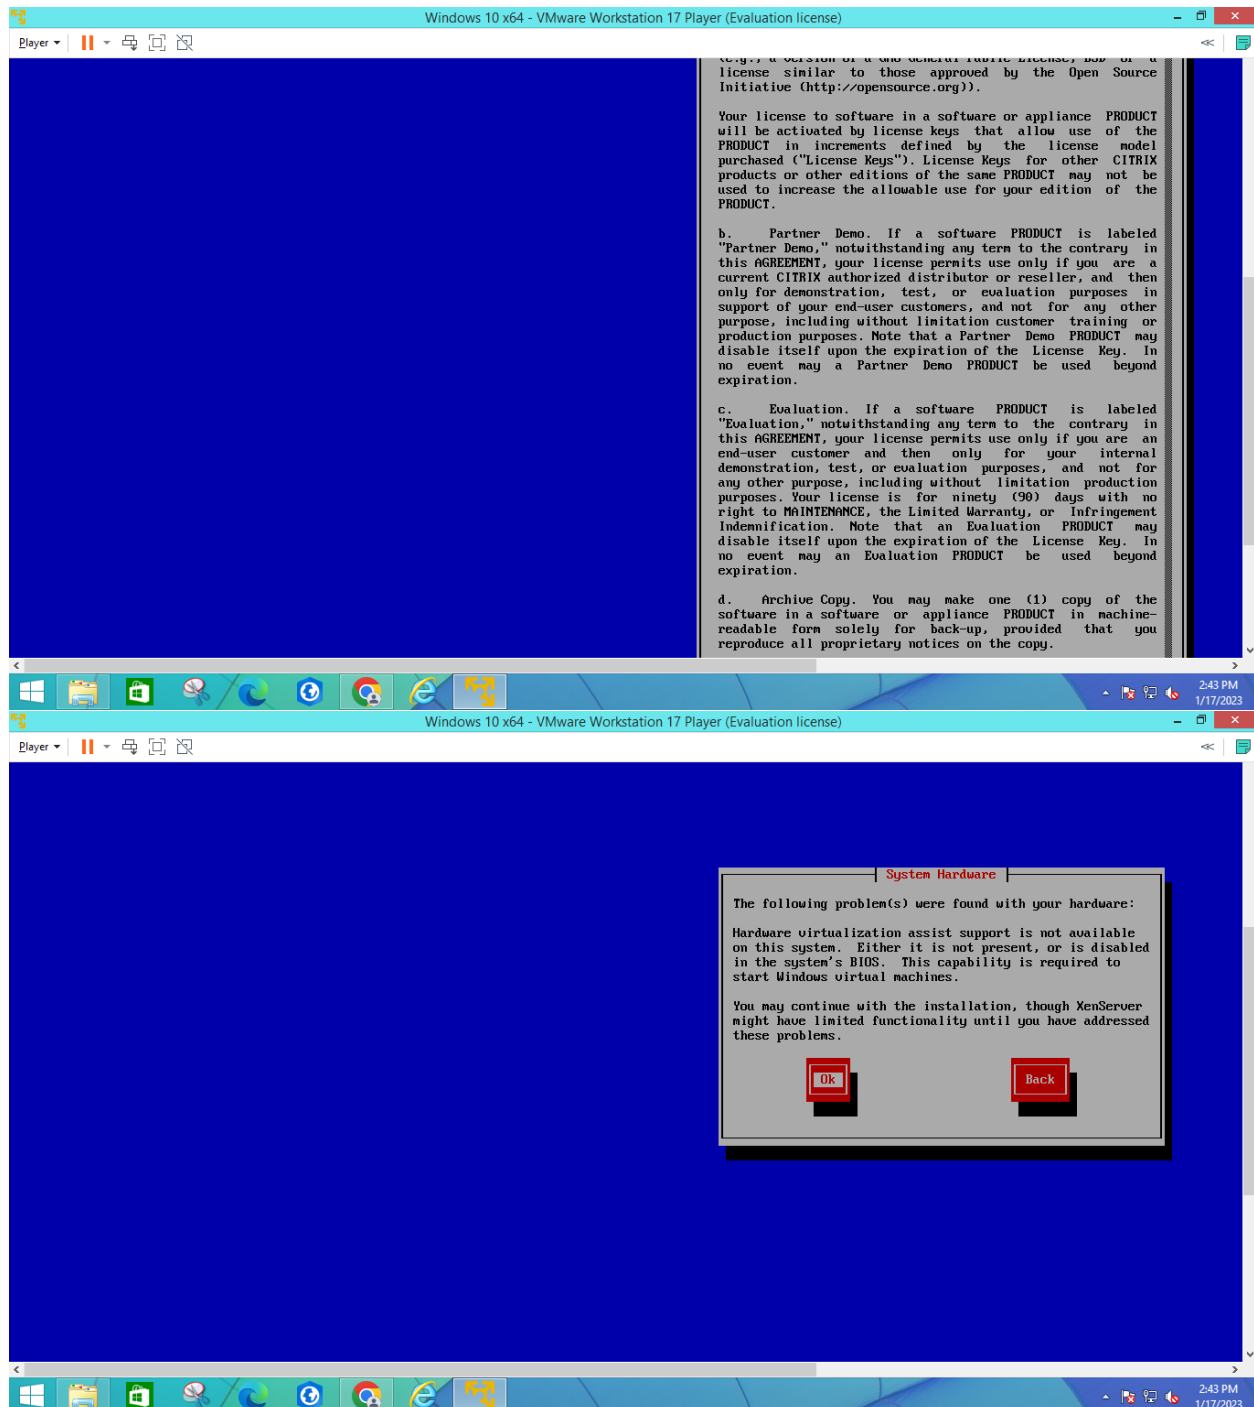 Windows 10 x64 - VMware Workstation 17 Player (Evaluation license)
Player
(e.g., a version of a GNU General Public License, BSD or a
license similar to those approved by the Open Source
Initiative (http://opensource.org)).
Your license to software in a software or appliance PRODUCT
will be activated by license keys that allow use of the
PRODUCT in increments defined by the license model
purchased ("License Keys"). License Keys for other CITRIX
products or other editions of the same PRODUCT may not be
used to increase the allowable use for your edition of the
PRODUCT.
b. Partner Demo. If a software PRODUCT is labeled
"Partner Demo," notwithstanding any term to the contrary in
this AGREEMENT, your license permits use only if you are a
current CITRIX authorized distributor or reseller, and then
only for demonstration, test, or evaluation purposes in
support of your end-user customers, and not for any other
purpose, including without limitation customer training or
production purposes. Note that a Partner Demo PRODUCT may
disable itself upon the expiration of the License Key. In
no event may a Partner Demo PRODUCT be used beyond
expiration.
c. Evaluation. If a software PRODUCT is labeled
"Evaluation," notwithstanding any term to the contrary in
this AGREEMENT, your license permits use only if you are an
end-user customer and then only for your internal
demonstration, test, or evaluation purposes, and not for
any other purpose, including without limitation production
purposes. Your license is for ninety (90) days with no
right to MAINTENANCE, the Limited Warranty, or Infringement
Indemnification. Note that an Evaluation PRODUCT may
disable itself upon the expiration of the License Key. In
no event may an Evaluation PRODUCT be used beyond
expiration.
d. Archive Copy. You may make one (1) copy of the
software in a software or appliance PRODUCT in machine-
readable form solely for back-up, provided that you
reproduce all proprietary notices on the copy.
2:43 PM
1/17/2023
Windows 10 x64 - VMware Workstation 17 Player (Evaluation license)
Player
System Hardware
The following problem(s) were found with your hardware:
Hardware virtualization assist support is not available
on this system. Either it is not present, or is disabled
in the system's BIOS. This capability is required to
start Windows virtual machines.
You may continue with the installation, though XenServer
might have limited functionality until you have addressed
these problems.
Ok Back
2:43 PM
1/17/2023